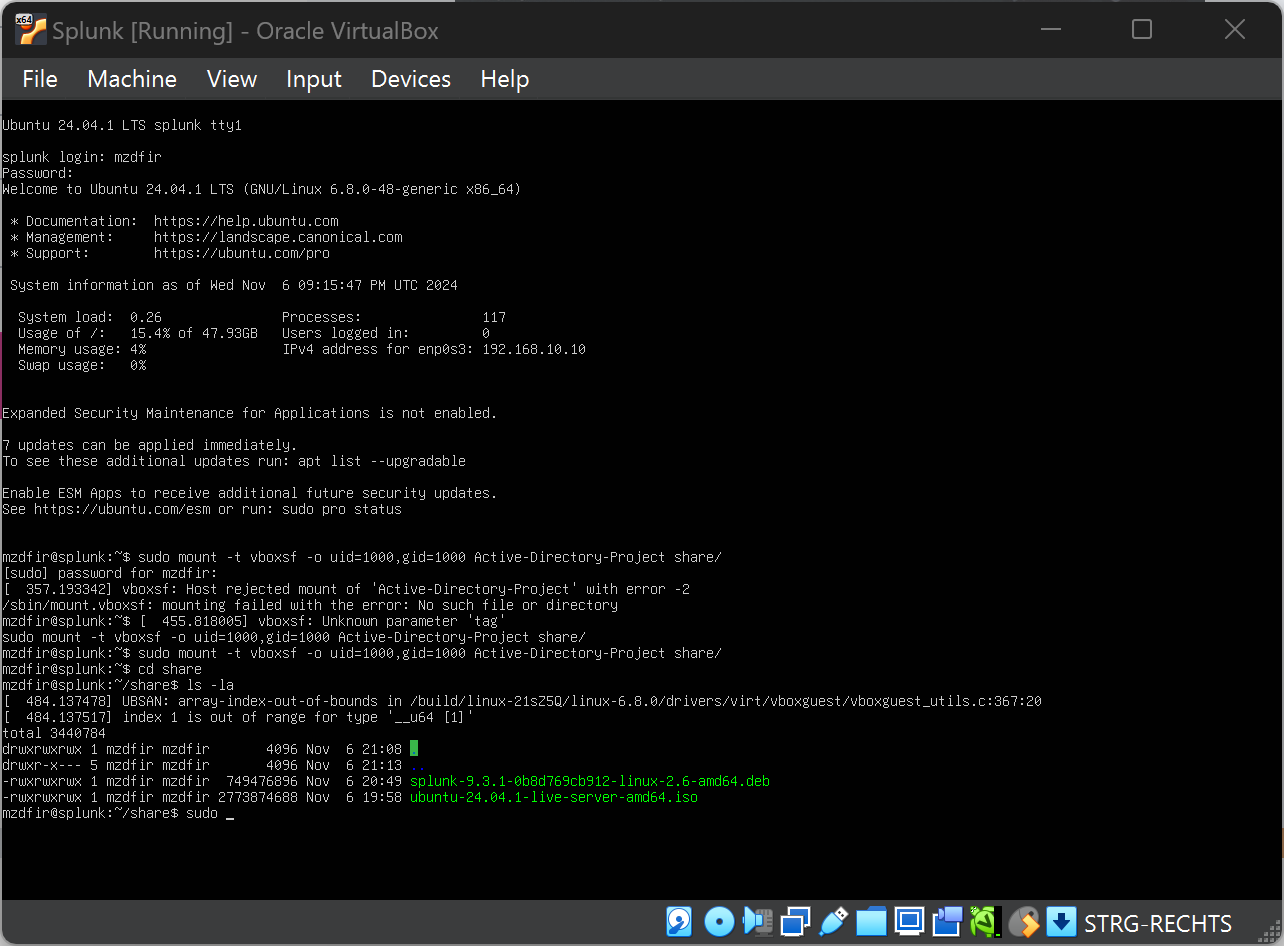 x64
Splunk [Running] - Oracle VirtualBox
File Machine View Input Devices Help
Ubuntu 24.04.1 LTS splunk tty1
splunk login: mzdfir
Password:
Welcome to Ubuntu 24.04.1 LTS (GNU/Linux 6.8.0-48-generic x86_64)
* Documentation:  https://help.ubuntu.com
* Management:     https://landscape.canonical.com
* Support:        https://ubuntu.com/pro
System information as of Wed Nov  6 09:15:47 PM UTC 2024
System load:  0.26               Processes:               117
Usage of /:   15.4% of 47.93GB   Users logged in:         0
Memory usage: 4%                 IPv4 address for enp0s3: 192.168.10.10
Swap usage:   0%
Expanded Security Maintenance for Applications is not enabled.
7 updates can be applied immediately.
To see these additional updates run: apt list --upgradable
Enable ESM Apps to receive additional future security updates.
See https://ubuntu.com/esm or run: sudo pro status
mzdfir@splunk:~$ sudo mount -t vboxsf -o uid=1000,gid=1000 Active-Directory-Project share/
[sudo] password for mzdfir:
[  357.193342] vboxsf: Host rejected mount of 'Active-Directory-Project' with error -2
/sbin/mount.vboxsf: mounting failed with the error: No such file or directory
mzdfir@splunk:~$ [  455.818005] vboxsf: Unknown parameter 'tag'
sudo mount -t vboxsf -o uid=1000,gid=1000 Active-Directory-Project share/
mzdfir@splunk:~$ sudo mount -t vboxsf -o uid=1000,gid=1000 Active-Directory-Project share/
mzdfir@splunk:~$ cd share
mzdfir@splunk:~/share$ ls -la
[  484.137478] UBSAN: array-index-out-of-bounds in /build/linux-21sZ5Q/linux-6.8.0/drivers/virt/vboxguest/vboxguest_utils.c:367:20
[  484.137517] index 1 is out of range for type '__u64 [1]'
total 3440784
drwxrwxrwx 1 mzdfir mzdfir       4096 Nov  6 21:08 .
drwxr-x--- 5 mzdfir mzdfir       4096 Nov  6 21:13 ..
-rwxrwxrwx 1 mzdfir mzdfir  749476896 Nov  6 20:49 splunk-9.3.1-0b8d769cb912-linux-2.6-amd64.deb
-rwxrwxrwx 1 mzdfir mzdfir 2773874688 Nov  6 19:58 ubuntu-24.04.1-live-server-amd64.iso
mzdfir@splunk:~/share$ sudo _
STRG-RECHTS